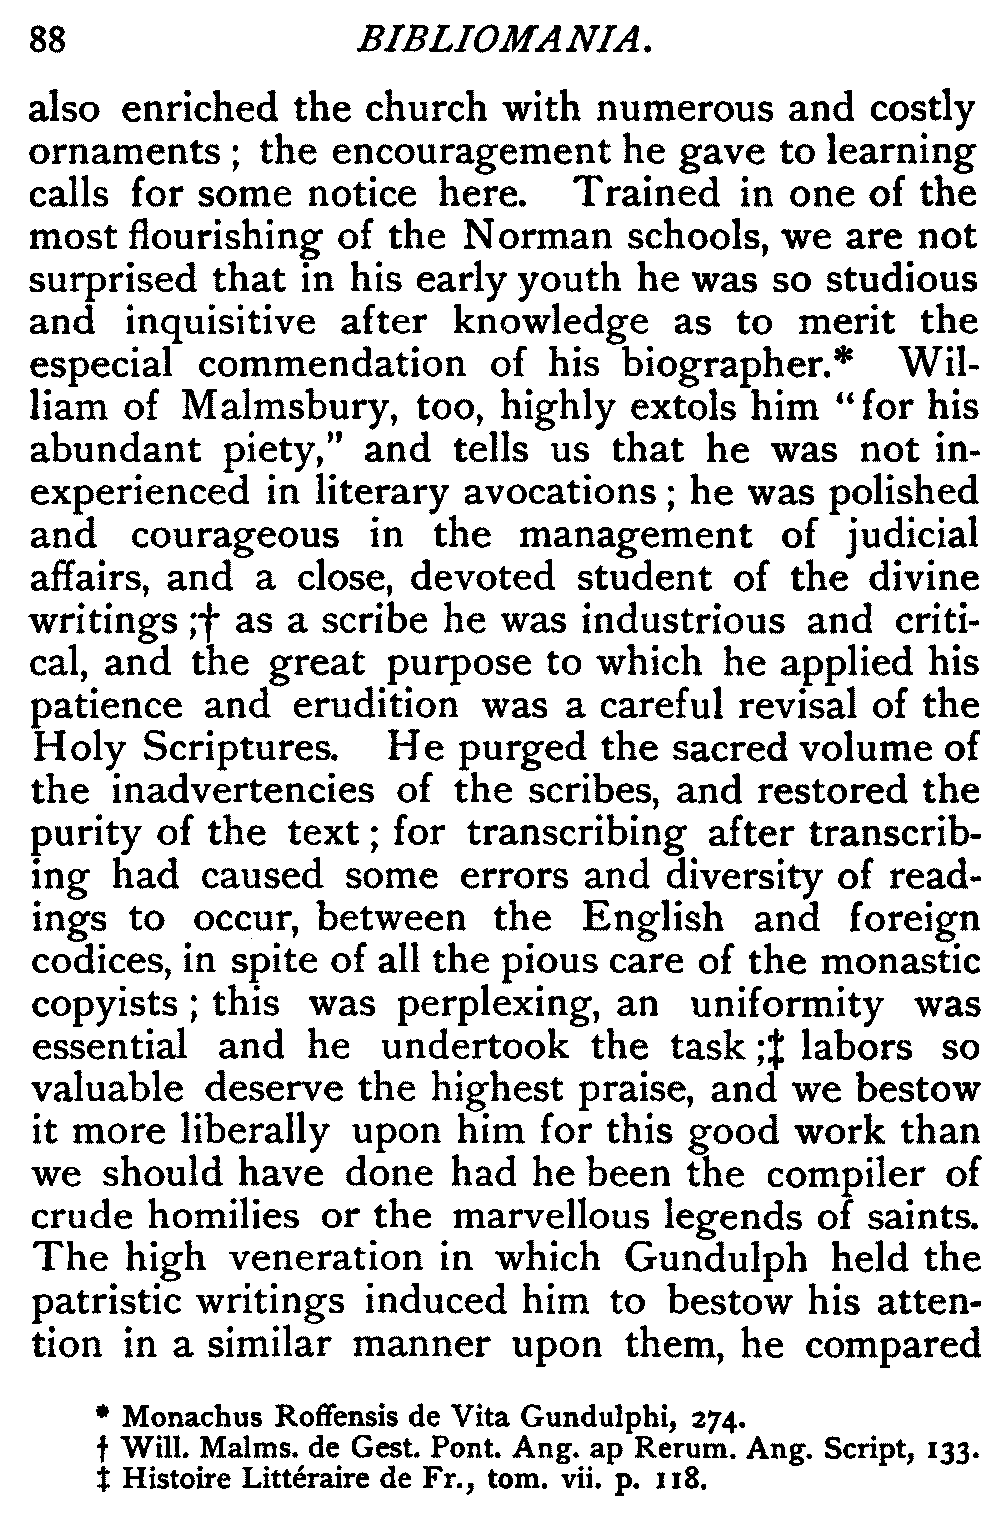 88 BIBLIOMANIA.
also enriched the church with numerous and costly
ornaments ; the encouragement he gave to learning
calls for some notice here. Trained in one of the
most flourishing of the Norman schools, we are not
surprised that in his early youth he was so studious
and inquisitive after knowledge as to merit the
especial commendation of his biographer.* Wil-
liam of Malmsbury, too, highly extols him “for his
abundant piety,” and tells us that he was not in-
experienced in literary avocations ; he was polished
and courageous in the management of judicial
affairs, and a close, devoted student of the divine
writings ;† as a scribe he was industrious and criti-
cal, and the great purpose to which he applied his
patience and erudition was a careful revisal of the
Holy Scriptures. He purged the sacred volume of
the inadvertencies of the scribes, and restored the
purity of the text ; for transcribing after transcrib-
ing had caused some errors and diversity of read-
ings to occur, between the English and foreign
codices, in spite of all the pious care of the monastic
copyists ; this was perplexing, an uniformity was
essential and he undertook the task ;‡ labors so
valuable deserve the highest praise, and we bestow
it more liberally upon him for this good work than
we should have done had he been the compiler of
crude homilies or the marvellous legends of saints.
The high veneration in which Gundulph held the
patristic writings induced him to bestow his atten-
tion in a similar manner upon them, he compared
* Monachus Roffensis de Vita Gundulphi, 274.
† Will. Malms. de Gest. Pont. Ang. ap Rerum. Ang. Script, 133.
‡ Histoire Littéraire de Fr., tom. vii. p. 118.